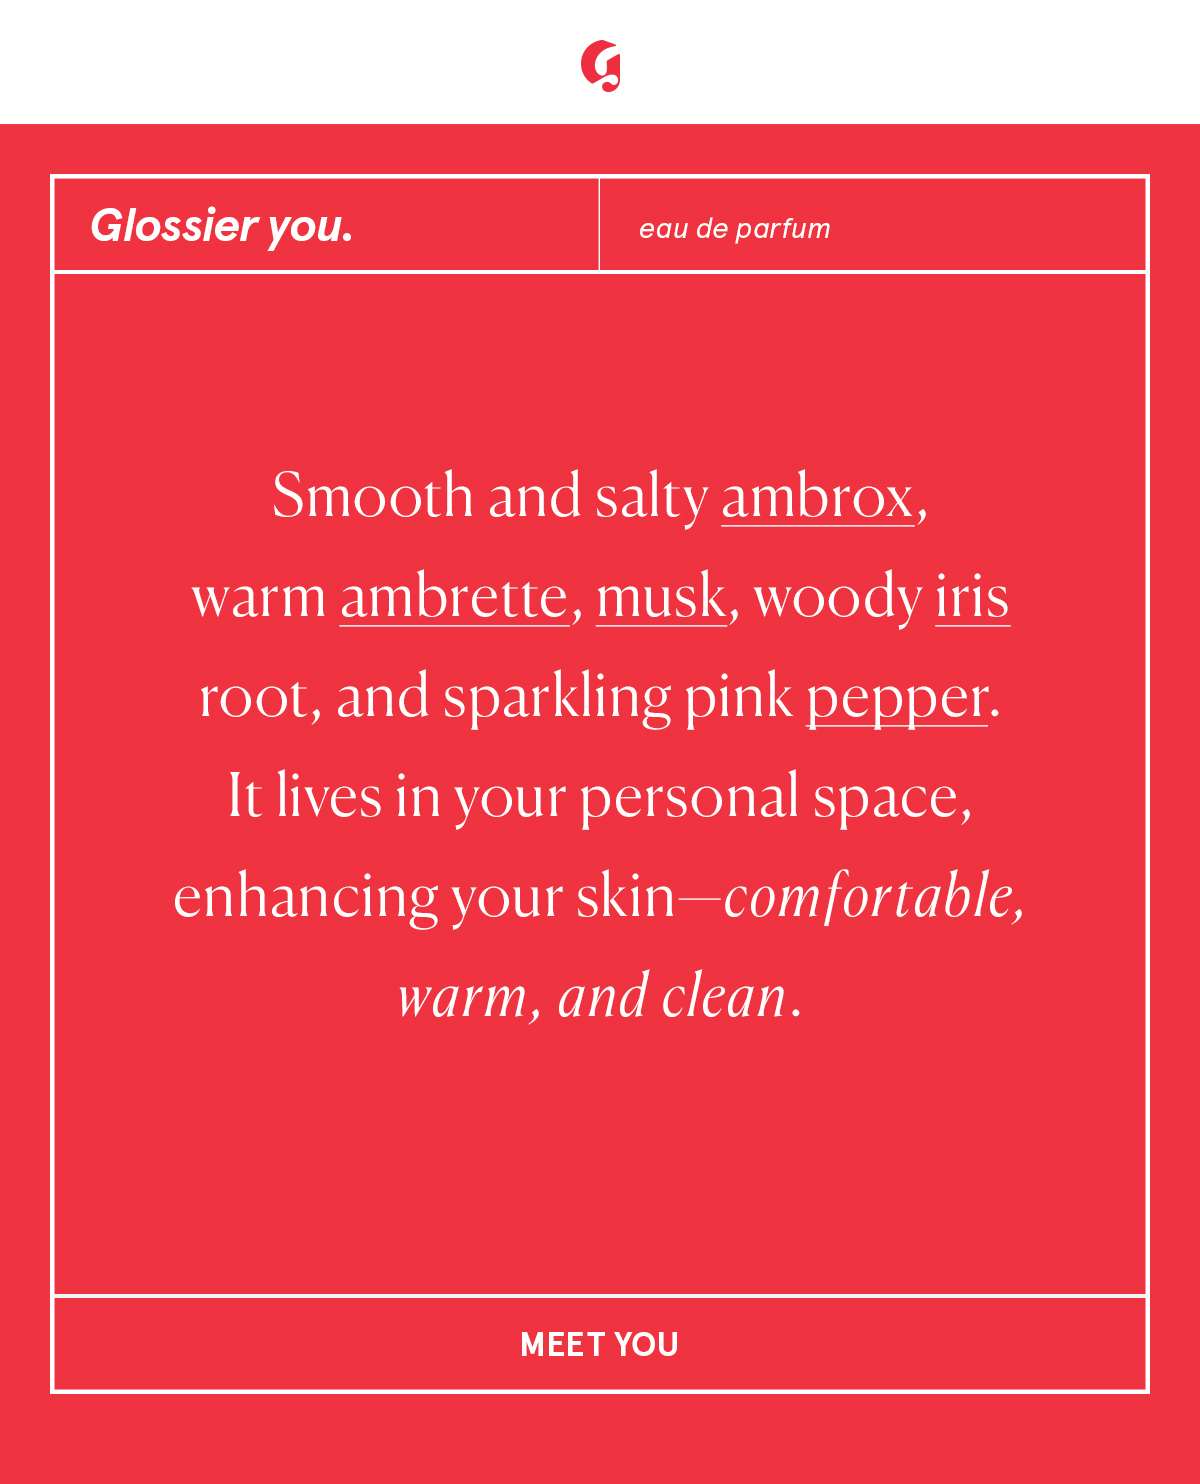 G
Glossier you.
eau de parfum
Smooth and salty ambrox,
warm ambrette, musk, woody iris
root, and sparkling pink pepper.
It lives in your personal space,
enhancing your skin—comfortable,
warm, and clean.
MEET YOU